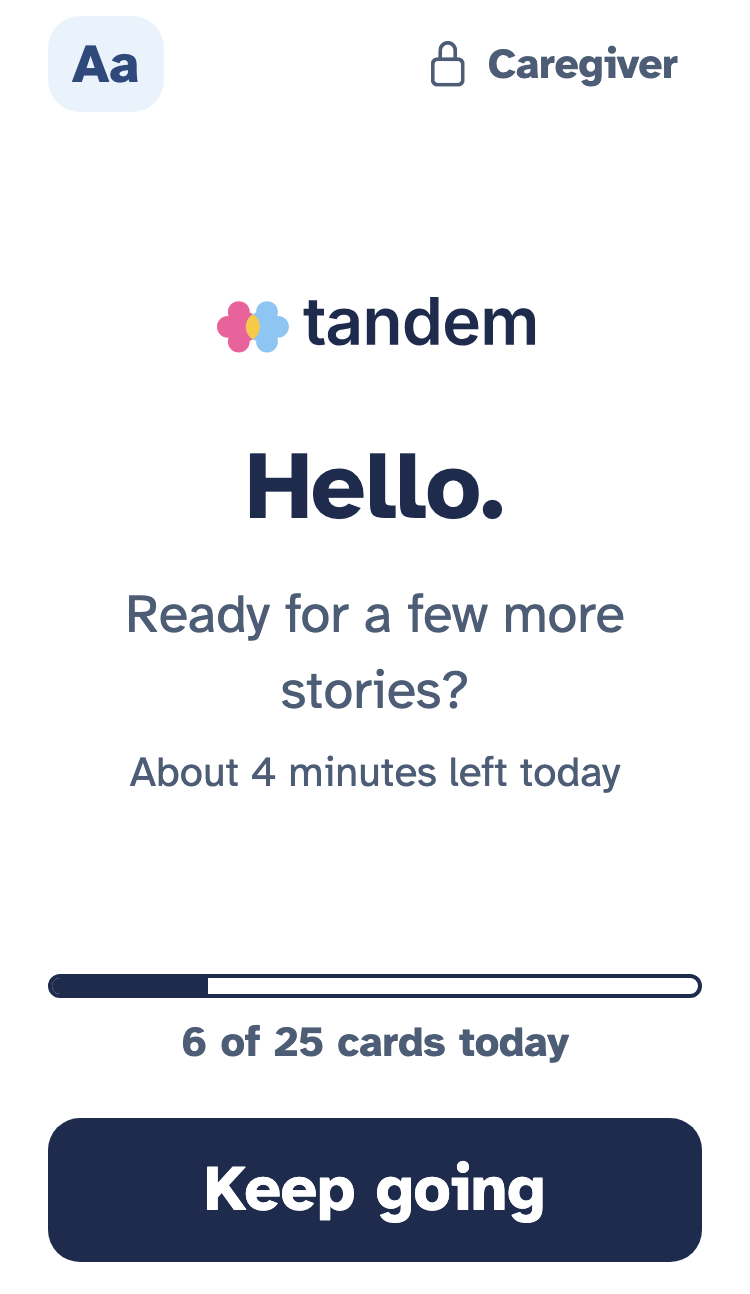 Aa
Caregiver
tandem
Hello.
Ready for a few more
stories?
About 4 minutes left today
6 of 25 cards today
Keep going